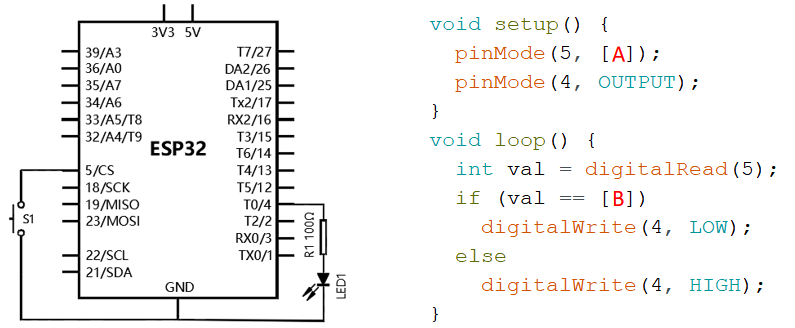 3V3 5V
39/A3
36/A0
35/A7
34/A6
33/A5/T8
32/A4/T9
5/CS
18/SCK
19/MISO
23/MOSI
22/SCL
21/SDA
ESP32
T7/27
DA2/26
DA1/25
Tx2/17
RX2/16
T3/15
T6/14
T4/13
T5/12
T0/4
T2/2
RX0/3
TX0/1
GND
S1
R1 100Ω
LED1
void setup() {
pinMode(5, [A]);
pinMode(4, OUTPUT);
}
void loop() {
int val = digitalRead(5);
if (val == [B])
digitalWrite(4, LOW);
else
digitalWrite(4, HIGH);
}